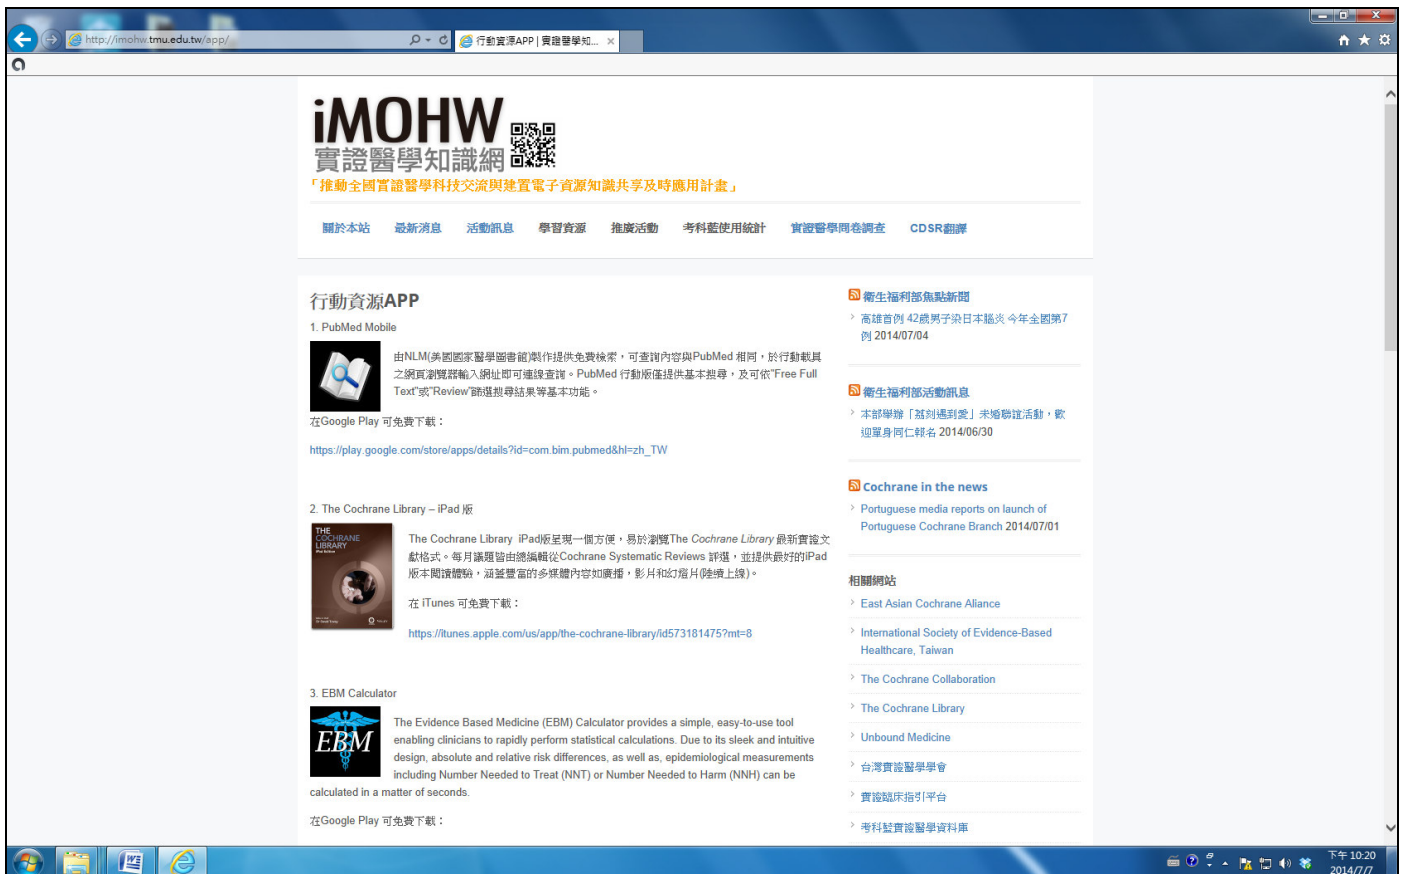 http://imohw.tmu.edu.tw/app/
行動資源APP | 實證醫學知...
iMOHW
實證醫學知識網
「推動全國實證醫學科技交流與建置電子資源知識共享及時應用計畫」
關於本站 最新消息 活動訊息 學習資源 推廣活動 考科藍使用統計 實證醫學問卷調查 CDSR翻譯
行動資源APP
1. PubMed Mobile
由NLM(美國國家醫學圖書館)製作提供免費檢索，可查詢內容與PubMed 相同，於行動載具
之網頁瀏覽器輸入網址即可連線查詢。PubMed 行動版僅提供基本搜尋，及可依"Free Full
Text"或"Review"篩選搜尋結果等基本功能。
在Google Play 可免費下載：
https://play.google.com/store/apps/details?id=com.bim.pubmed&hl=zh_TW
2. The Cochrane Library – iPad 版
THE
COCHRANE
LIBRARY
The Cochrane Library iPad版呈現一個方便，易於瀏覽The Cochrane Library 最新實證文
獻格式。每月議題皆由總編輯從Cochrane Systematic Reviews 評選，並提供最好的iPad
版本閱讀體驗，涵蓋豐富的多媒體內容如廣播，影片和幻燈片(陸續上線)。
在 iTunes 可免費下載：
https://itunes.apple.com/us/app/the-cochrane-library/id573181475?mt=8
3. EBM Calculator
EBM
The Evidence Based Medicine (EBM) Calculator provides a simple, easy-to-use tool
enabling clinicians to rapidly perform statistical calculations. Due to its sleek and intuitive
design, absolute and relative risk differences, as well as, epidemiological measurements
including Number Needed to Treat (NNT) or Number Needed to Harm (NNH) can be
calculated in a matter of seconds.
在Google Play 可免費下載：
衛生福利部焦點新聞
高雄首例 42歲男子染日本腦炎 今年全國第7
例 2014/07/04
衛生福利部活動訊息
本部舉辦「荔刻遇到愛」未婚聯誼活動，歡
迎單身同仁報名 2014/06/30
Cochrane in the news
Portuguese media reports on launch of
Portuguese Cochrane Branch 2014/07/01
相關網站
East Asian Cochrane Aliance
International Society of Evidence-Based
Healthcare, Taiwan
The Cochrane Collaboration
The Cochrane Library
Unbound Medicine
台灣實證醫學學會
實證臨床指引平台
考科藍實證醫學資料庫
下午 10:20
2014/7/7